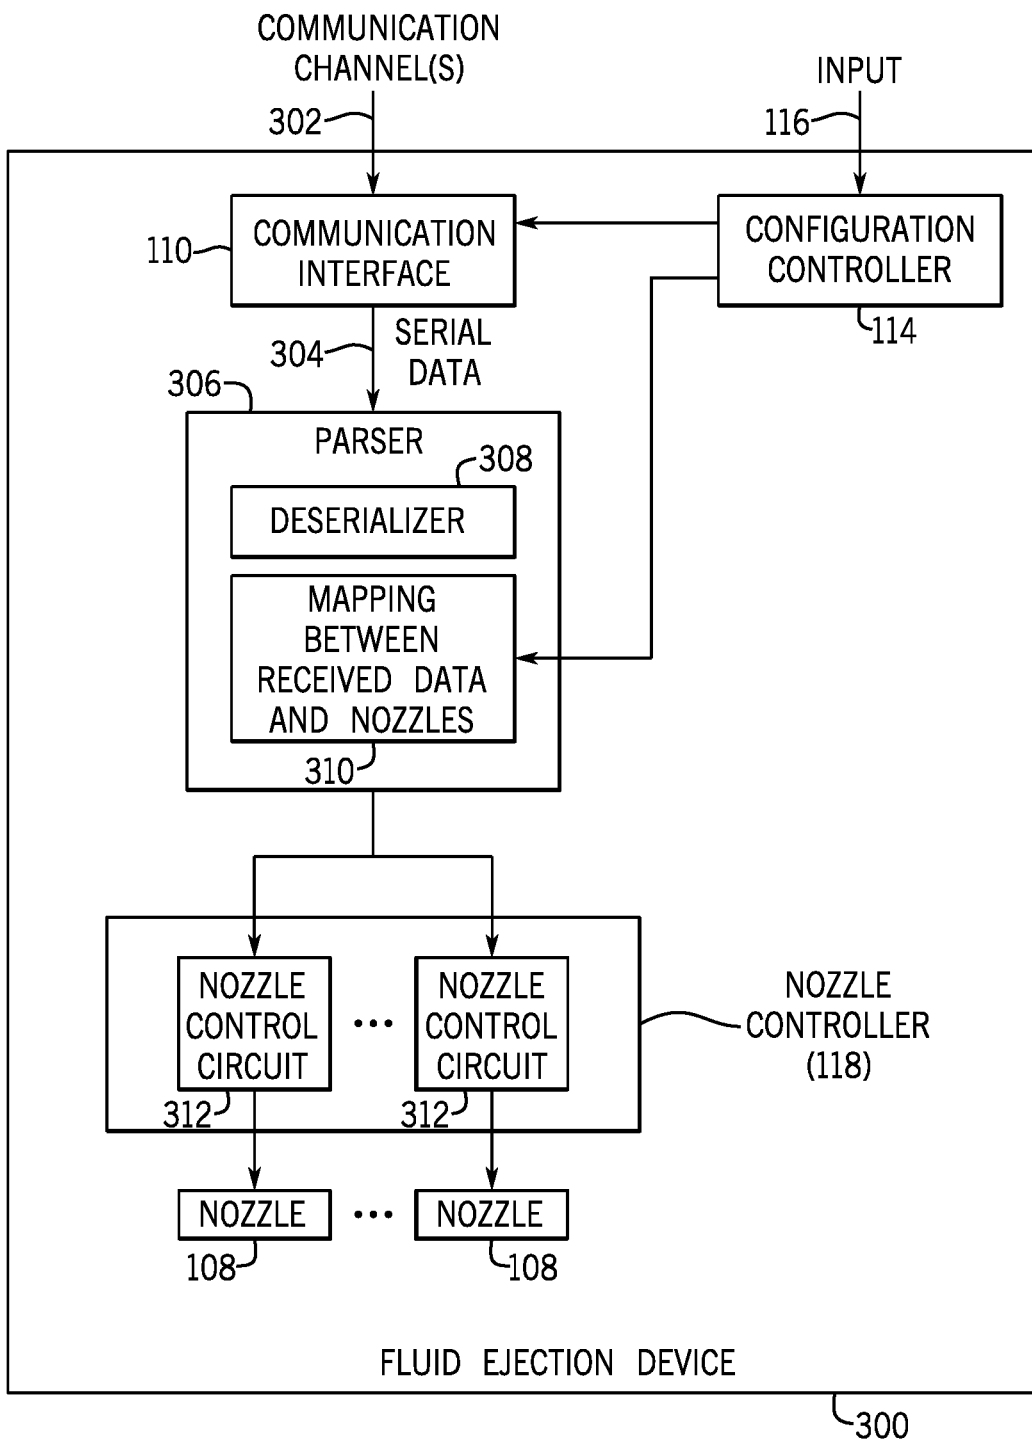 COMMUNICATION
CHANNEL(S)
302
INPUT
116
COMMUNICATION
INTERFACE
110
CONFIGURATION
CONTROLLER
114
304
SERIAL
DATA
306
PARSER
308
DESERIALIZER
MAPPING
BETWEEN
RECEIVED DATA
AND NOZZLES
310
NOZZLE
CONTROL
CIRCUIT
312
...
NOZZLE
CONTROL
CIRCUIT
312
NOZZLE
CONTROLLER
(118)
NOZZLE
108
...
NOZZLE
108
FLUID EJECTION DEVICE
300